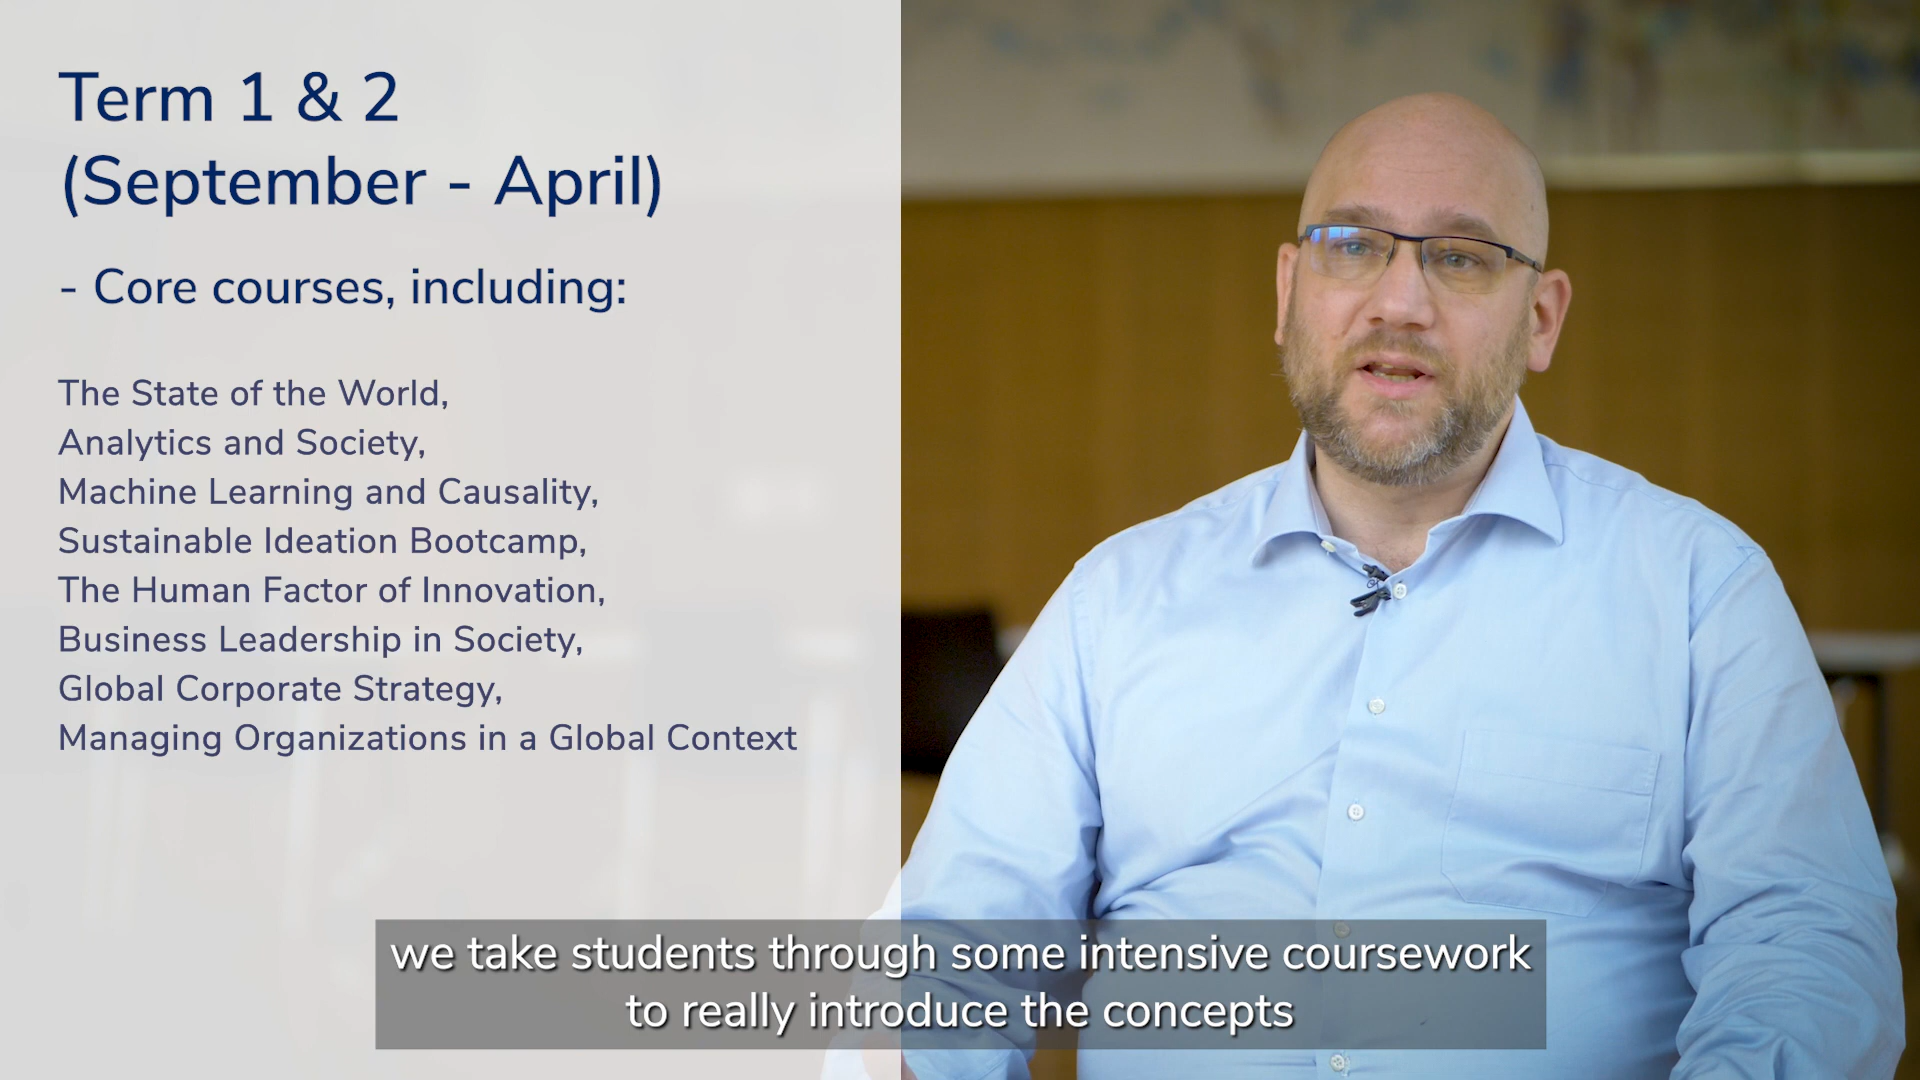 Term 1 & 2
(September - April)
- Core courses, including:
The State of the World,
Analytics and Society,
Machine Learning and Causality,
Sustainable Ideation Bootcamp,
The Human Factor of Innovation,
Business Leadership in Society,
Global Corporate Strategy,
Managing Organizations in a Global Context
we take students through some intensive coursework
to really introduce the concepts